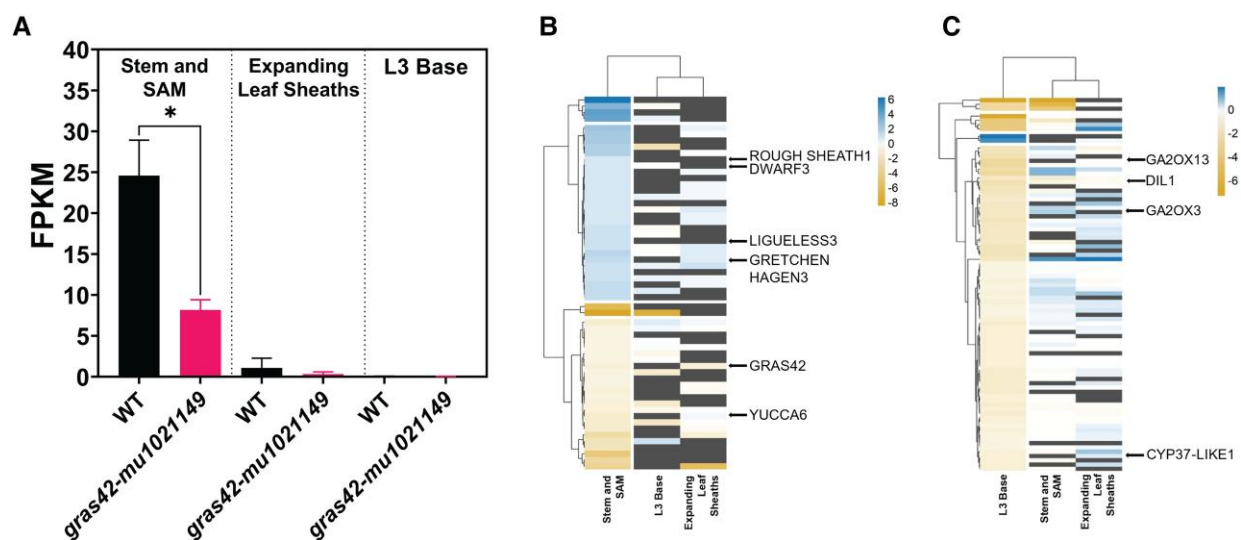 A
FPKM
40
35
30
25
20
15
10
5
0
Stem and
SAM
*
Expanding
Leaf Sheaths
L3 Base
WT
gras42-mu1021149
WT
gras42-mu1021149
WT
gras42-mu1021149
B
6
4
2
0
-2
-4
-6
-8
ROUGH SHEATH1
DWARF3
LIGUELESS3
GRETCHEN
HAGEN3
GRAS42
YUCCA6
Stem and
SAM
L3 Base
Expanding
Leaf
Sheaths
C
0
-2
-4
-6
GA2OX13
DIL1
GA2OX3
CYP37-LIKE1
L3 Base
Stem and
SAM
Expanding
Leaf
Sheaths